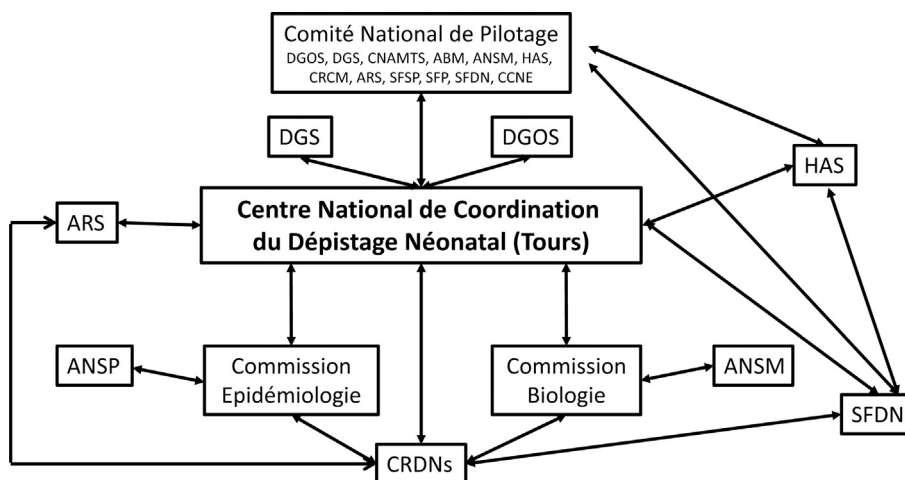 Comité National de Pilotage
DGOS, DGS, CNAMTS, ABM, ANSM, HAS,
CRCM, ARS, SFSP, SFP, SFDN, CCNE
DGS
DGOS
HAS
ARS
Centre National de Coordination
du Dépistage Néonatal (Tours)
ANSP
Commission
Epidémiologie
Commission
Biologie
ANSM
SFDN
CRDNs